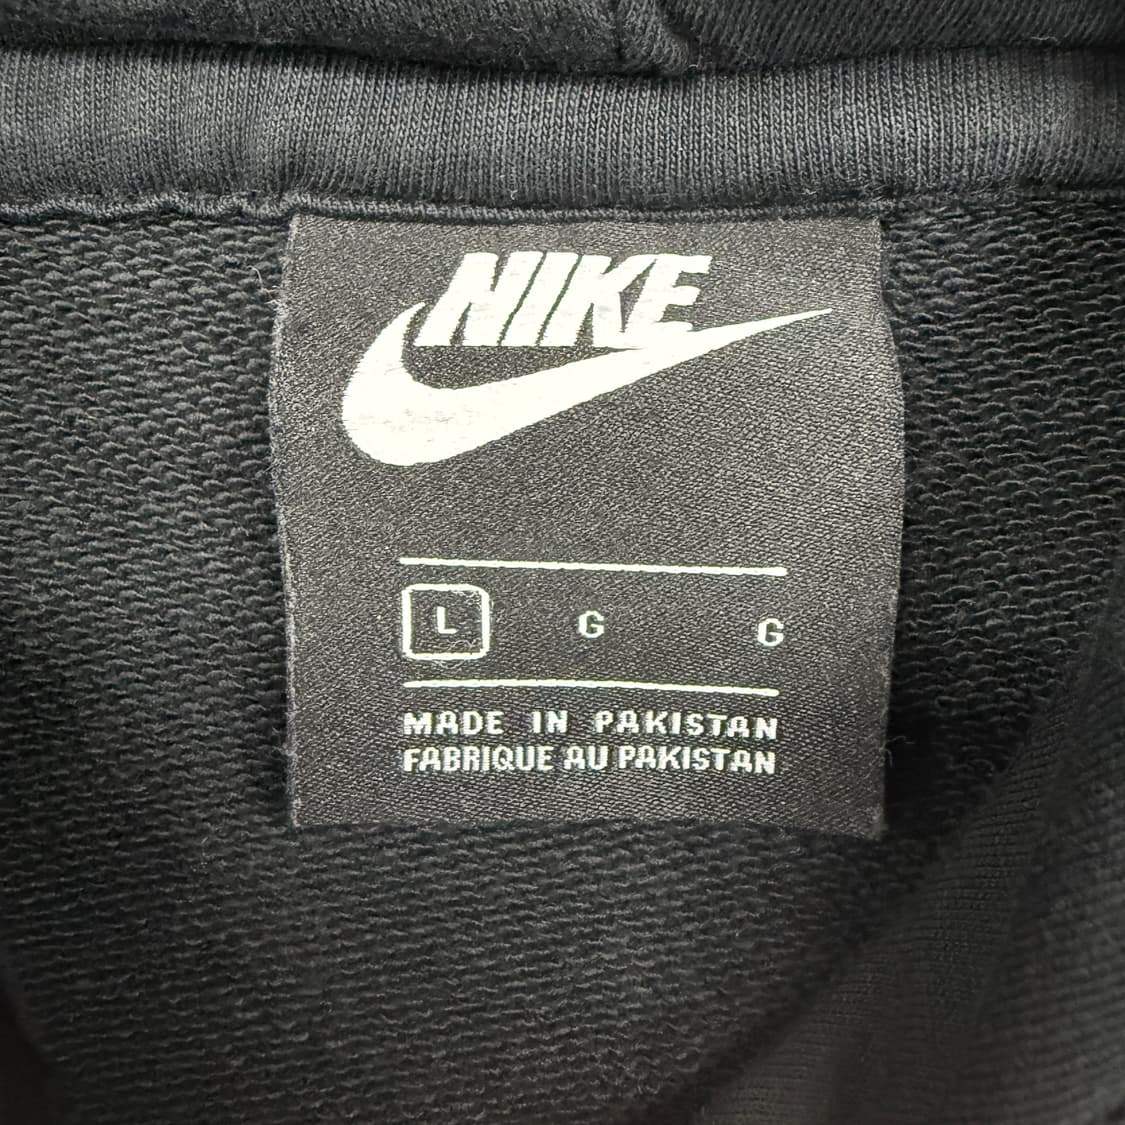 NIKE
L G G
MADE IN PAKISTAN
FABRIQUE AU PAKISTAN